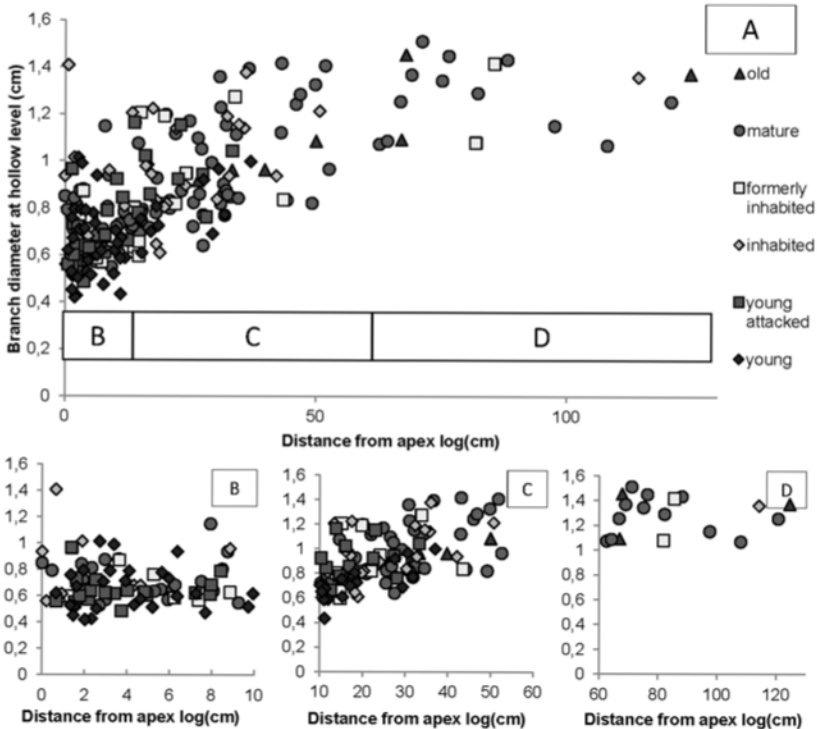 1,6
1,4
1,2
1
0,8
0,6
0,4
0,2
0
Branch diameter at hollow level (cm)
B
C
D
0
50
100
Distance from apex log(cm)
A
old
mature
formerly
inhabited
inhabited
young
attacked
young
1,6
1,4
1,2
1
0,8
0,6
0,4
0,2
0
B
0
2
4
6
8
10
Distance from apex log(cm)
1,6
1,4
1,2
1
0,8
0,6
0,4
0,2
0
C
10
20
30
40
50
60
Distance from apex log(cm)
1,6
1,4
1,2
1
0,8
0,6
0,4
0,2
0
D
60
80
100
120
Distance from apex log(cm)